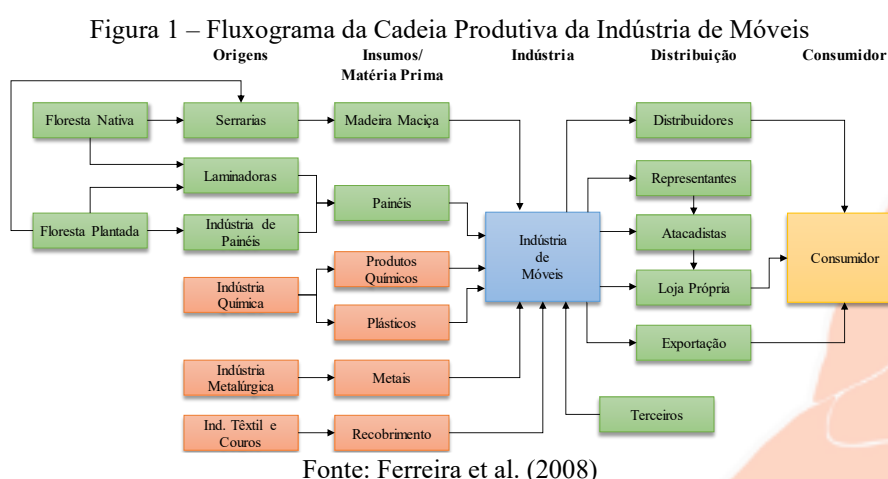 Figura 1 – Fluxograma da Cadeia Produtiva da Indústria de Móveis
Origens
Insumos/
Matéria Prima
Indústria
Distribuição
Consumidor
Floresta Nativa
Serrarias
Madeira Maciça
Distribuidores
Laminadoras
Representantes
Painéis
Floresta Plantada
Indústria de
Painéis
Indústria
de
Móveis
Atacadistas
Consumidor
Indústria
Química
Produtos
Químicos
Loja Própria
Plásticos
Exportação
Indústria
Metalúrgica
Metais
Terceiros
Ind. Têxtil e
Couros
Recobrimento
Fonte: Ferreira et al. (2008)